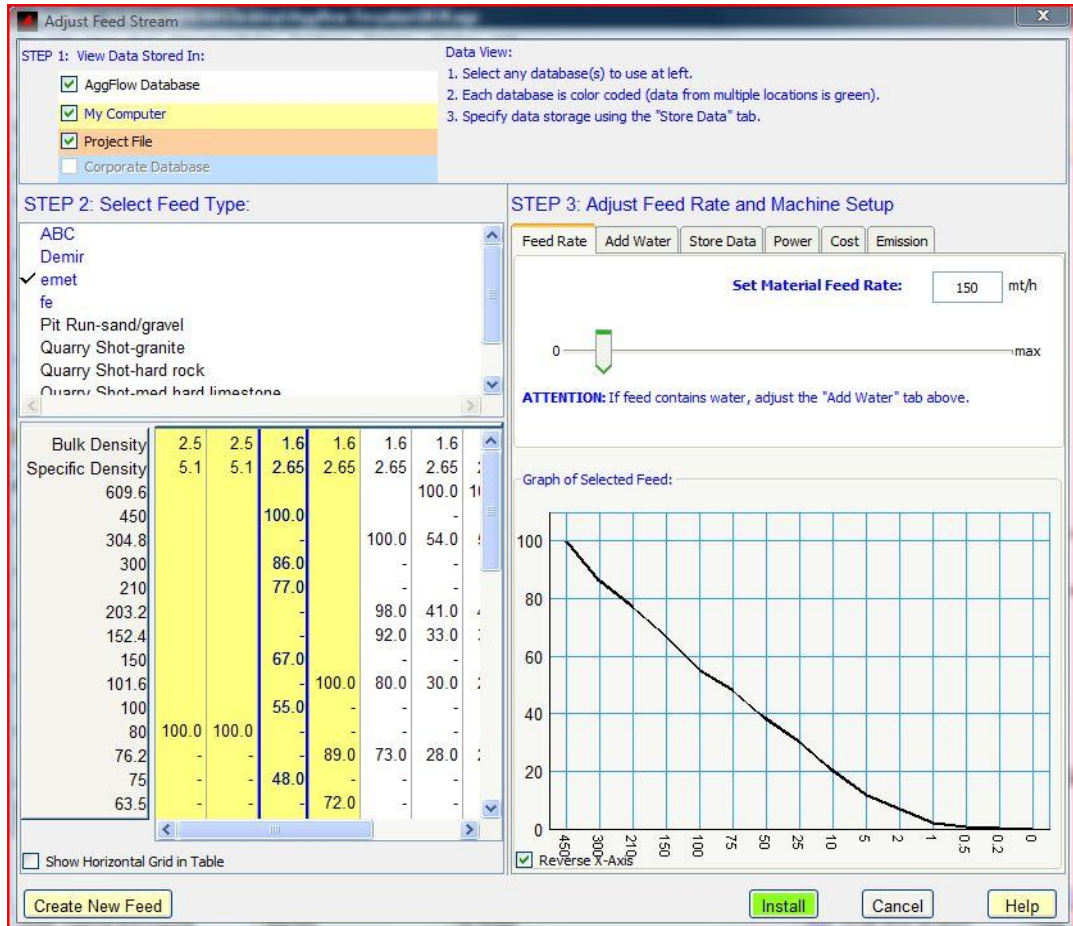 Adjust Feed Stream
X
STEP 1: View Data Stored In:
AggFlow Database
My Computer
Project File
Corporate Database
Data View:
1. Select any database(s) to use at left.
2. Each database is color coded (data from multiple locations is green).
3. Specify data storage using the "Store Data" tab.
STEP 2: Select Feed Type:
ABC
Demir
emet
fe
Pit Run-sand/gravel
Quarry Shot-granite
Quarry Shot-hard rock
Quarry Shot-med hard limestone
Bulk Density 2.5 2.5 1.6 1.6 1.6 1.6
Specific Density 5.1 5.1 2.65 2.65 2.65 2.65
609.6 100.0
450 100.0 -
304.8 - 100.0 54.0
300 86.0 - -
210 77.0 - -
203.2 - 98.0 41.0
152.4 - 92.0 33.0
150 67.0 - -
101.6 - 100.0 80.0 30.0
100 55.0 - - -
80 100.0 100.0 - - - -
76.2 - - - 89.0 73.0 28.0
75 - - 48.0 - - -
63.5 - - - 72.0 - -
Show Horizontal Grid in Table
STEP 3: Adjust Feed Rate and Machine Setup
Feed Rate Add Water Store Data Power Cost Emission
Set Material Feed Rate: 150 mt/h
0 max
ATTENTION: If feed contains water, adjust the "Add Water" tab above.
Graph of Selected Feed:
100
80
60
40
20
0
450 300 210 150 100 75 50 25 10 5 2 1 0.5 0.2 0
Reverse X-Axis
Create New Feed Install Cancel Help